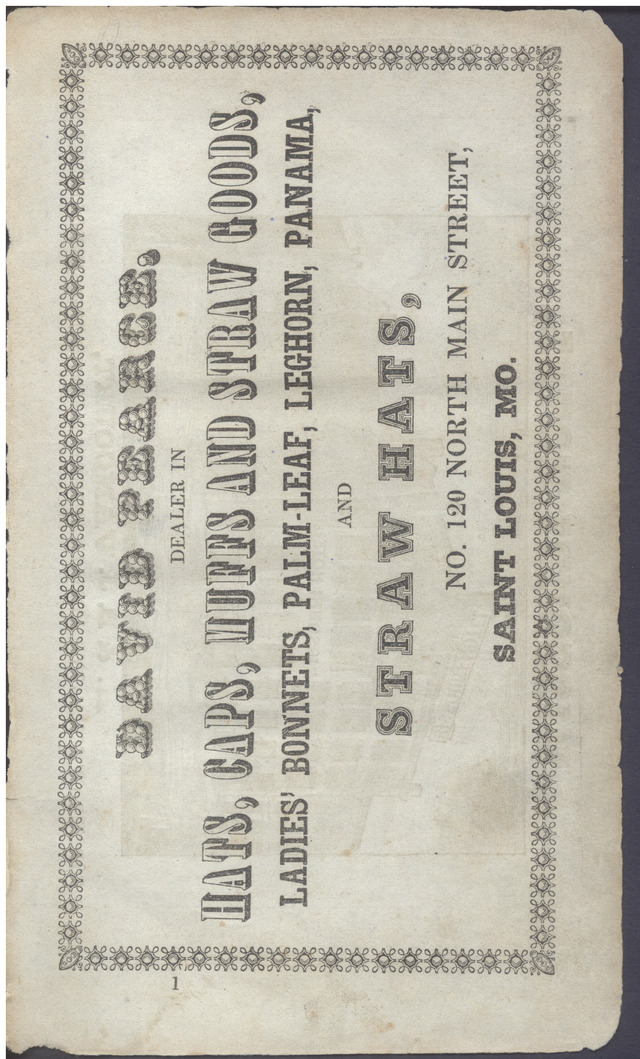 DAVID PEARCE,
DEALER IN
HATS, CAPS, MUFFS AND STRAW GOODS,
LADIES' BONNETS, PALM-LEAF, LEGHORN, PANAMA,
AND
STRAW HATS,
NO. 120 NORTH MAIN STREET,
SAINT LOUIS, MO.
1